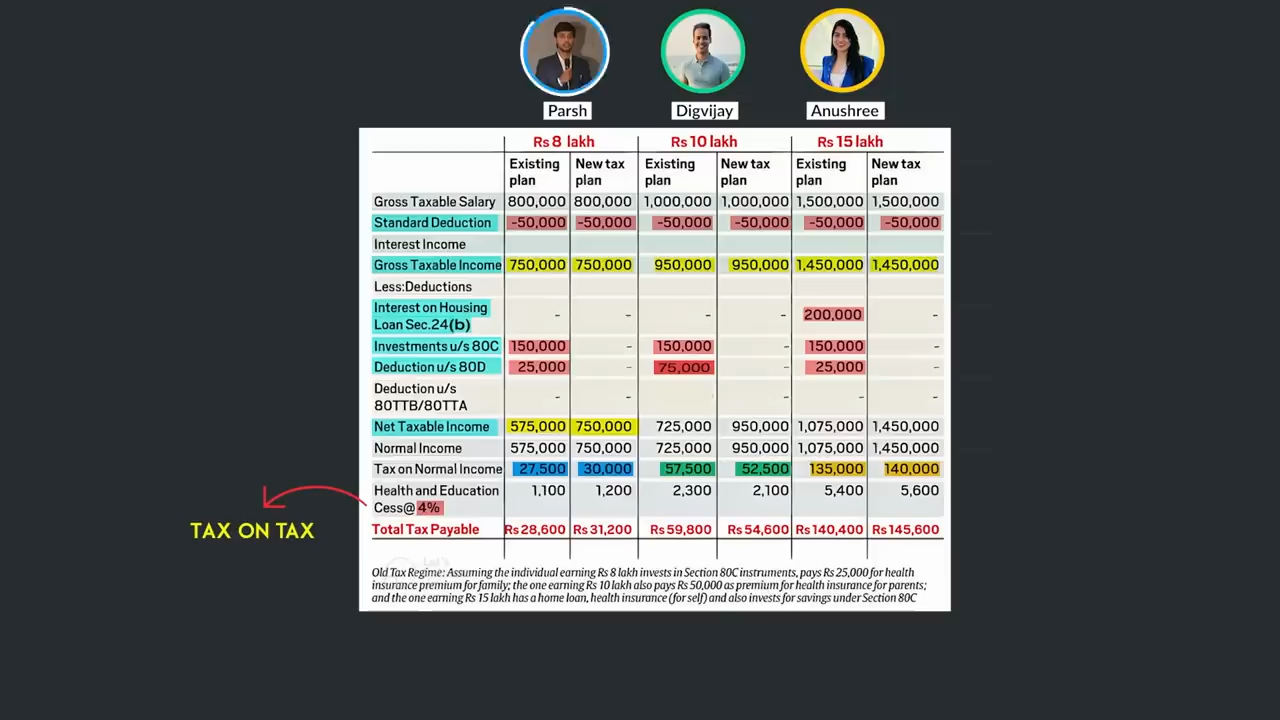 Parsh Digvijay Anushree
Rs 8 lakh Rs 10 lakh Rs 15 lakh
Existing plan New tax plan Existing plan New tax plan Existing plan New tax plan
Gross Taxable Salary 800,000 800,000 1,000,000 1,000,000 1,500,000 1,500,000
Standard Deduction -50,000 -50,000 -50,000 -50,000 -50,000 -50,000
Interest Income
Gross Taxable Income 750,000 750,000 950,000 950,000 1,450,000 1,450,000
Less:Deductions
Interest on Housing
Loan Sec.24(b) - - - - 200,000 -
Investments u/s 80C 150,000 - 150,000 - 150,000 -
Deduction u/s 80D 25,000 - 75,000 - 25,000 -
Deduction u/s
80TTB/80TTA - - - - -
Net Taxable Income 575,000 750,000 725,000 950,000 1,075,000 1,450,000
Normal Income 575,000 750,000 725,000 950,000 1,075,000 1,450,000
Tax on Normal Income 27,500 30,000 57,500 52,500 135,000 140,000
Health and Education 1,100 1,200 2,300 2,100 5,400 5,600
Cess@ 4%
TAX ON TAX
Total Tax Payable Rs 28,600 Rs 31,200 Rs 59,800 Rs 54,600 Rs 140,400 Rs 145,600
Old Tax Regime: Assuming the individual earning Rs 8 lakh invests in Section 80C instruments, pays Rs 25,000 for health
insurance premium for family; the one earning Rs 10 lakh also pays Rs 50,000 as premium for health insurance for parents;
and the one earning Rs 15 lakh has a home loan, health insurance (for self) and also invests for savings under Section 80C